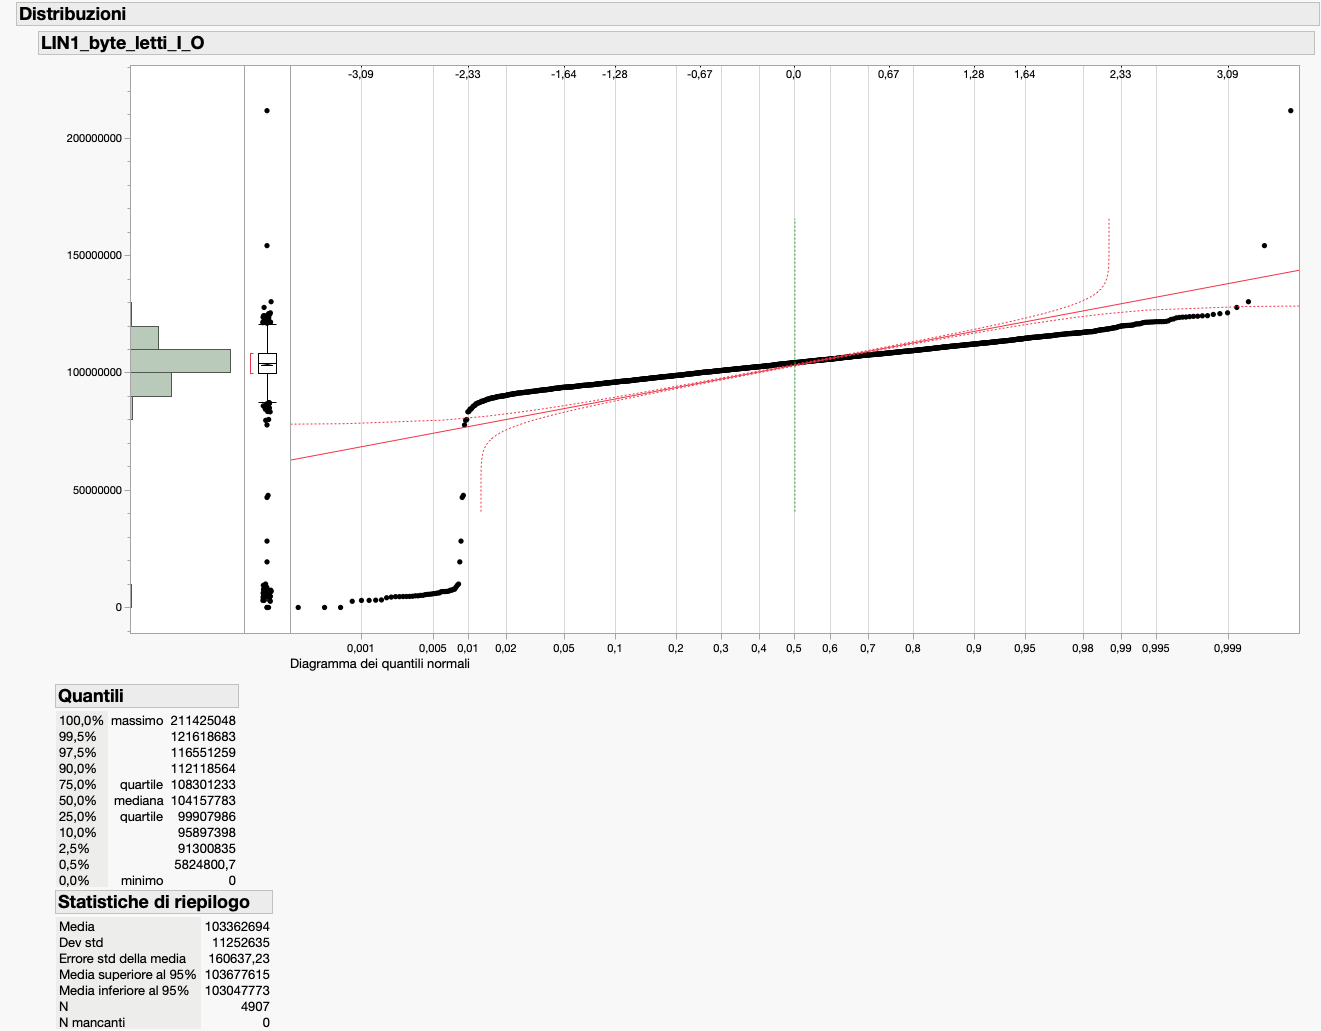 Distribuzioni
LIN1_byte_letti_I_O
-3,09 -2,33 -1,64 -1,28 -0,67 0,0 0,67 1,28 1,64 2,33 3,09
200000000
150000000
100000000
50000000
0
0,001 0,005 0,01 0,02 0,05 0,1 0,2 0,3 0,4 0,5 0,6 0,7 0,8 0,9 0,95 0,98 0,99 0,995 0,999
Diagramma dei quantili normali
Quantili
100,0% massimo 211425048
99,5% 121618683
97,5% 116551259
90,0% 112118564
75,0% quartile 108301233
50,0% mediana 104157783
25,0% quartile 99907986
10,0% 95897398
2,5% 91300835
0,5% 5824800,7
0,0% minimo 0
Statistiche di riepilogo
Media 103362694
Dev std 11252635
Errore std della media 160637,23
Media superiore al 95% 103677615
Media inferiore al 95% 103047773
N 4907
N mancanti 0